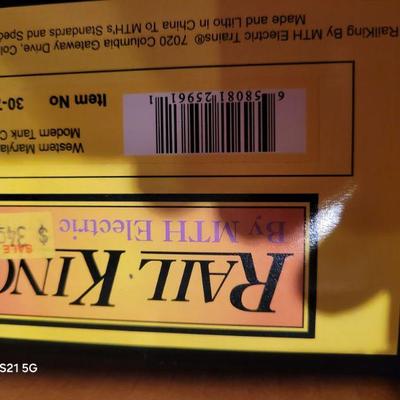 RAIL KING
By MTH Electric
SALE
$ 34
Western Maryla
Modern Tank C
6 58081 25961 1
Item No 30-7
RailKing By MTH Electric Trains® 7020 Columbia Gateway Drive, Col
Made and Litho in China To MTH's Standards and Spec
S21 5G